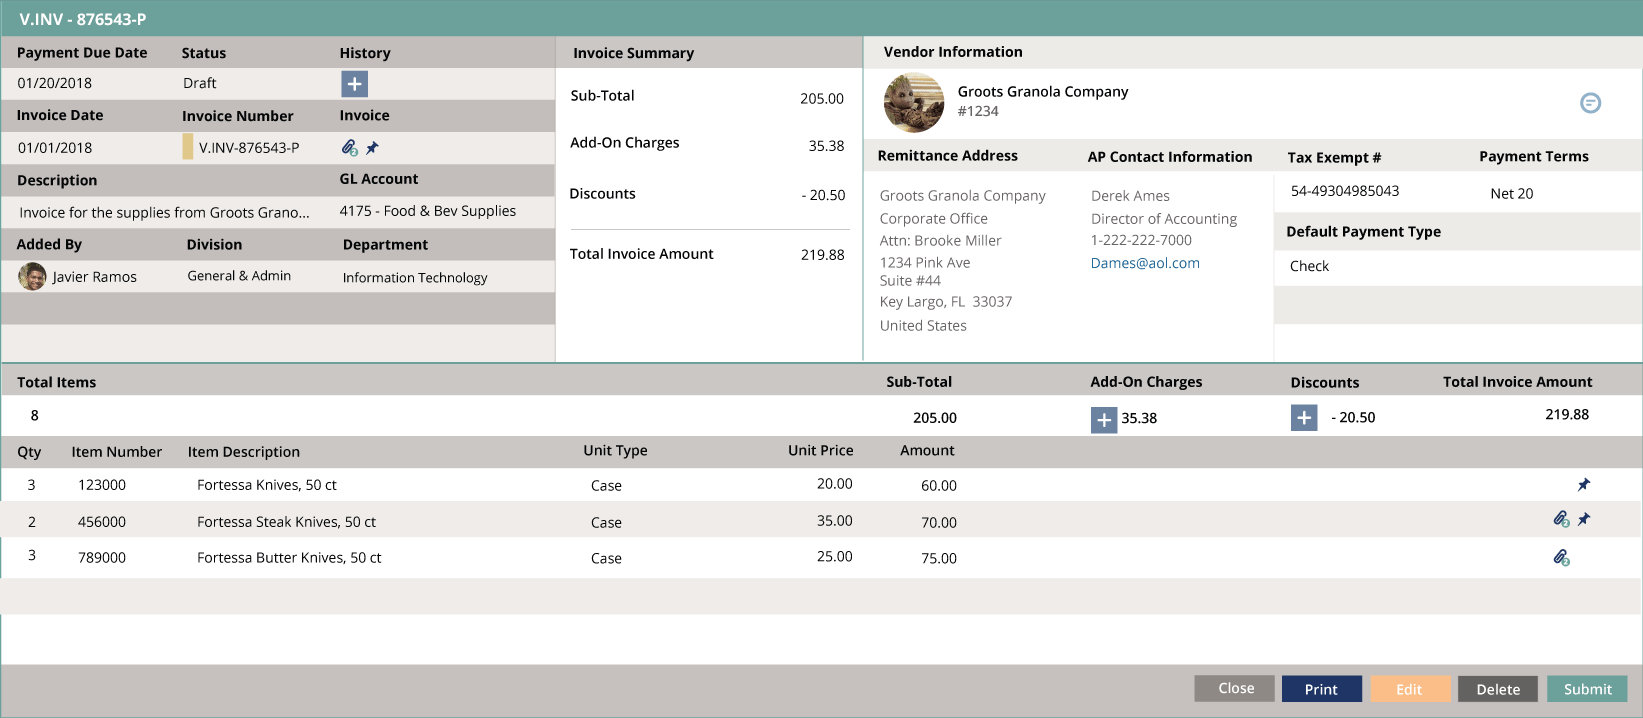 V.INV - 876543-P
Payment Due Date Status History
01/20/2018 Draft
Invoice Date Invoice Number Invoice
01/01/2018 V.INV-876543-P
Description GL Account
Invoice for the supplies from Groots Grano... 4175 - Food & Bev Supplies
Added By Division Department
Javier Ramos General & Admin Information Technology
Invoice Summary
Sub-Total 205.00
Add-On Charges 35.38
Discounts - 20.50
Total Invoice Amount 219.88
Vendor Information
Groots Granola Company
#1234
Remittance Address
Groots Granola Company
Corporate Office
Attn: Brooke Miller
1234 Pink Ave
Suite #44
Key Largo, FL 33037
United States
AP Contact Information
Derek Ames
Director of Accounting
1-222-222-7000
Dames@aol.com
Tax Exempt # Payment Terms
54-49304985043 Net 20
Default Payment Type
Check
Total Items Sub-Total Add-On Charges Discounts Total Invoice Amount
8 205.00 35.38 - 20.50 219.88
Qty Item Number Item Description Unit Type Unit Price Amount
3 123000 Fortessa Knives, 50 ct Case 20.00 60.00
2 456000 Fortessa Steak Knives, 50 ct Case 35.00 70.00
3 789000 Fortessa Butter Knives, 50 ct Case 25.00 75.00
Close Print Edit Delete Submit